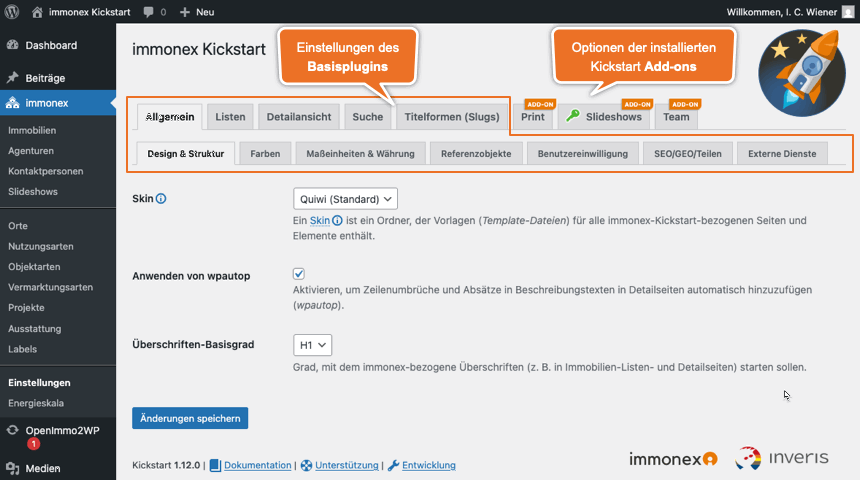 immonex Kickstart
0
Neu
Willkommen, I. C. Wiener
Dashboard
Beiträge
immonex
Immobilien
Agenturen
Kontaktpersonen
Slideshows
Orte
Nutzungsarten
Objektarten
Vermarktungsarten
Projekte
Ausstattung
Labels
Einstellungen
Energieskala
OpenImmo2WP
1
Medien
immonex Kickstart
Einstellungen des
Basisplugins
Optionen der installierten
Kickstart Add-ons
Allgemein
Listen
Detailansicht
Suche
Titelformen (Slugs)
ADD-ON
Print
ADD-ON
Slideshows
ADD-ON
Team
Design & Struktur
Farben
Maßeinheiten & Währung
Referenzobjekte
Benutzereinwilligung
SEO/GEO/Teilen
Externe Dienste
Skin
Quiwi (Standard)
Ein Skin ist ein Ordner, der Vorlagen (Template-Dateien) für alle immonex-Kickstart-bezogenen Seiten und
Elemente enthält.
Anwenden von wpautop
Aktivieren, um Zeilenumbrüche und Absätze in Beschreibungstexten in Detailseiten automatisch hinzuzufügen
(wpautop).
Überschriften-Basisgrad
H1
Grad, mit dem immonex-bezogene Überschriften (z. B. in Immobilien-Listen- und Detailseiten) starten sollen.
Änderungen speichern
Kickstart 1.12.0 | Dokumentation | Unterstützung | Entwicklung
immonex
inveris